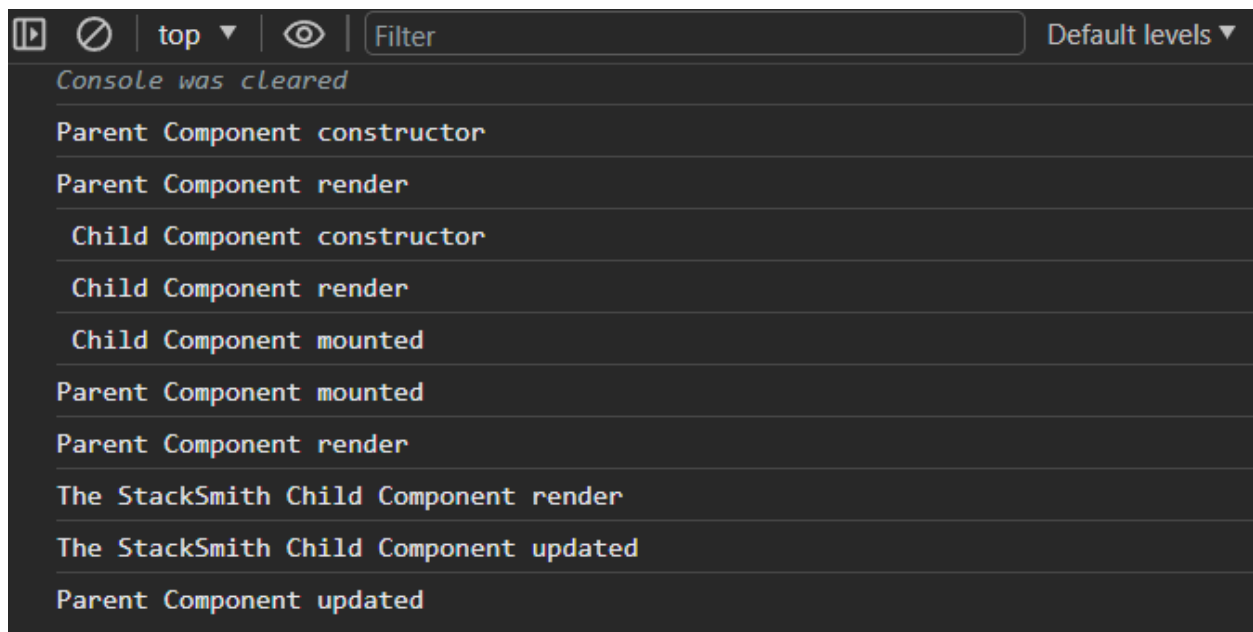 top
Filter
Default levels
Console was cleared
Parent Component constructor
Parent Component render
Child Component constructor
Child Component render
Child Component mounted
Parent Component mounted
Parent Component render
The StackSmith Child Component render
The StackSmith Child Component updated
Parent Component updated